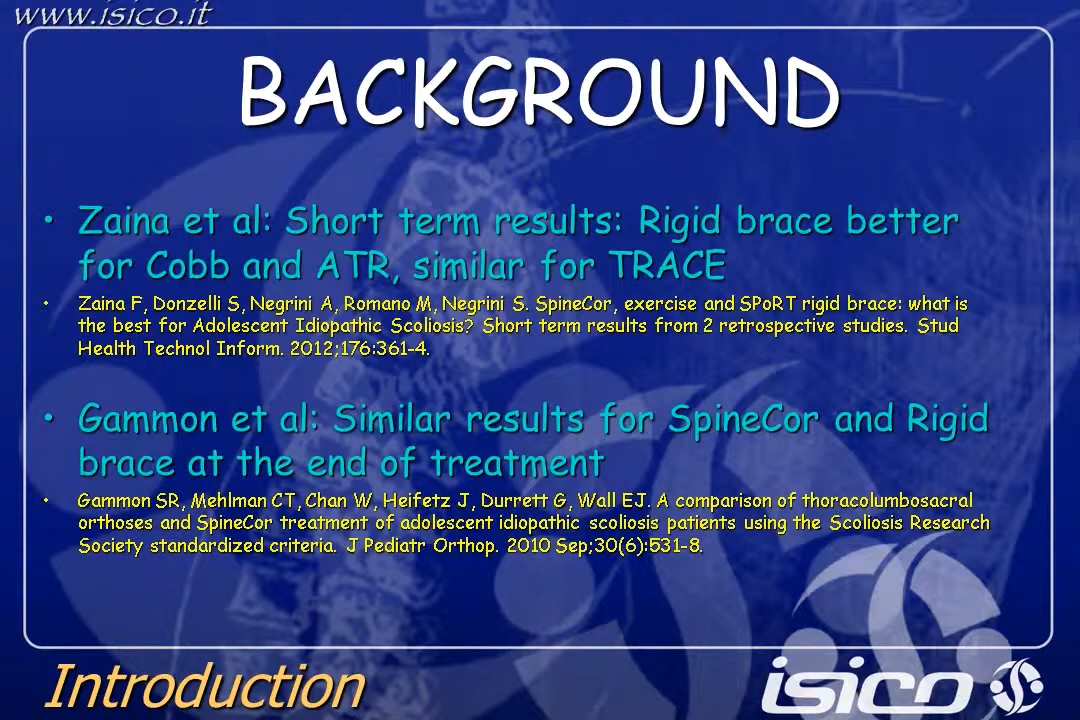 www.isico.it
BACKGROUND
• Zaina et al: Short term results: Rigid brace better
for Cobb and ATR, similar for TRACE
• Zaina F, Donzelli S, Negrini A, Romano M, Negrini S. SpineCor, exercise and SPoRT rigid brace: what is
the best for Adolescent Idiopathic Scoliosis? Short term results from 2 retrospective studies. Stud
Health Technol Inform. 2012;176:361-4.
• Gammon et al: Similar results for SpineCor and Rigid
brace at the end of treatment
• Gammon SR, Mehlman CT, Chan W, Heifetz J, Durrett G, Wall EJ. A comparison of thoracolumbosacral
orthoses and SpineCor treatment of adolescent idiopathic scoliosis patients using the Scoliosis Research
Society standardized criteria. J Pediatr Orthop. 2010 Sep;30(6):531-8.
Introduction
isico